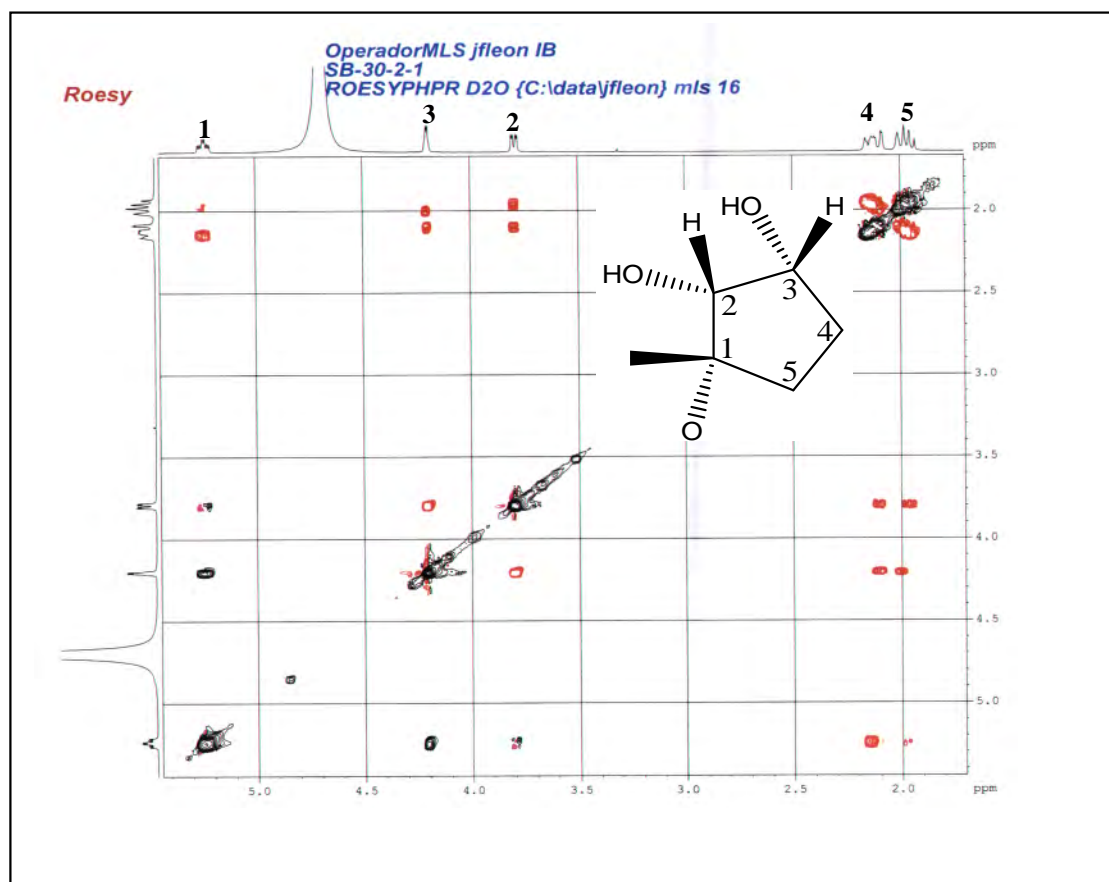 OperadorMLS jfleon IB
SB-30-2-1
ROESYPHPR D2O {C:\data\jfleon} mls 16
Roesy
1
3
2
4
5
ppm
HO
H
H
HO
2
3
1
4
5
O
2.0
2.5
3.0
3.5
4.0
4.5
5.0
5.0
4.5
4.0
3.5
3.0
2.5
2.0
ppm